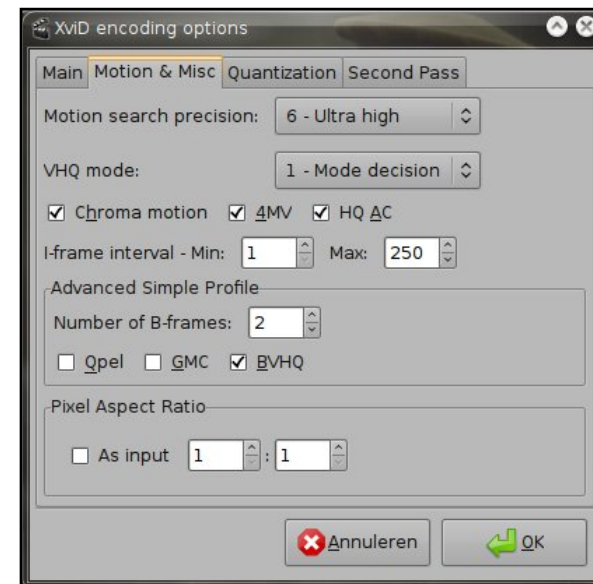 XviD encoding options
Main Motion & Misc Quantization Second Pass
Motion search precision: 6 - Ultra high
VHQ mode: 1 - Mode decision
Chroma motion 4MV HQ AC
I-frame interval - Min: 1 Max: 250
Advanced Simple Profile
Number of B-frames: 2
Qpel GMC BVHQ
Pixel Aspect Ratio
As input 1 : 1
Annuleren OK